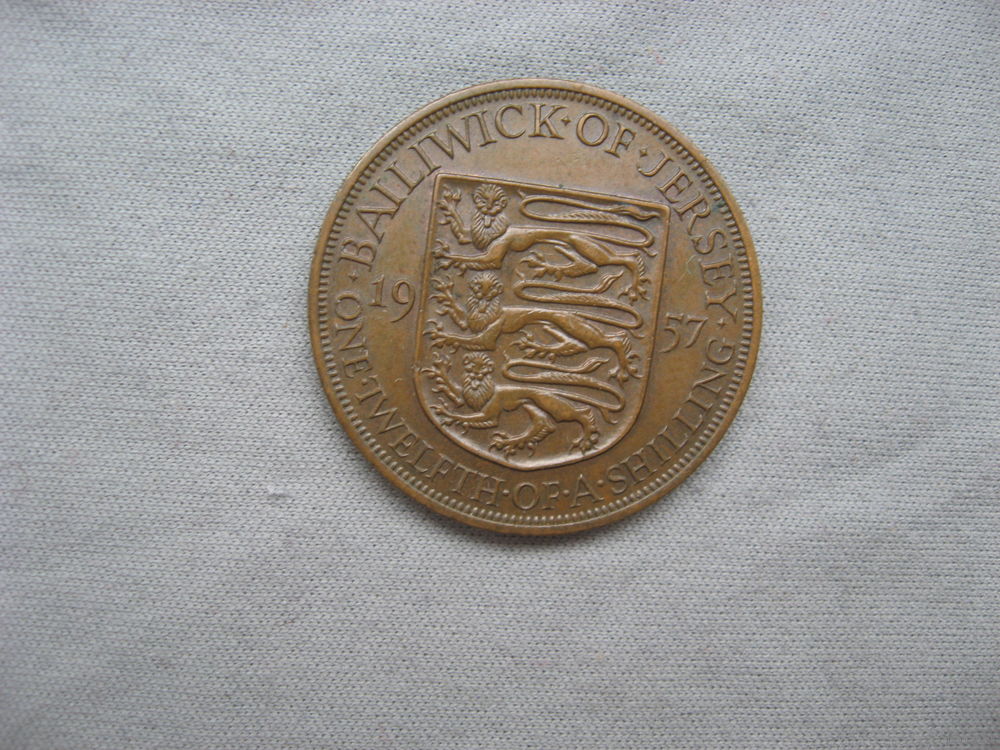 ·BAILIWICK·OF·JERSEY·
19 57
ONE·TWELFTH·OF·A·SHILLING